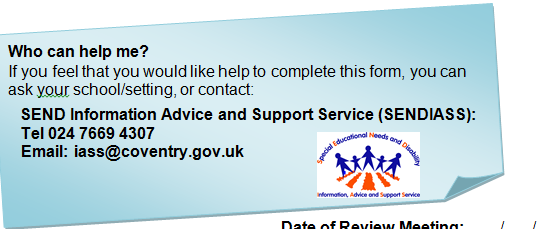 Who can help me?
If you feel that you would like help to complete this form, you can
ask your school/setting, or contact:
SEND Information Advice and Support Service (SENDIASS):
Tel 024 7669 4307
Email: iass@coventry.gov.uk
Special Educational Needs and Disability
Information, Advice and Support Service
Date of Review Meeting: / /